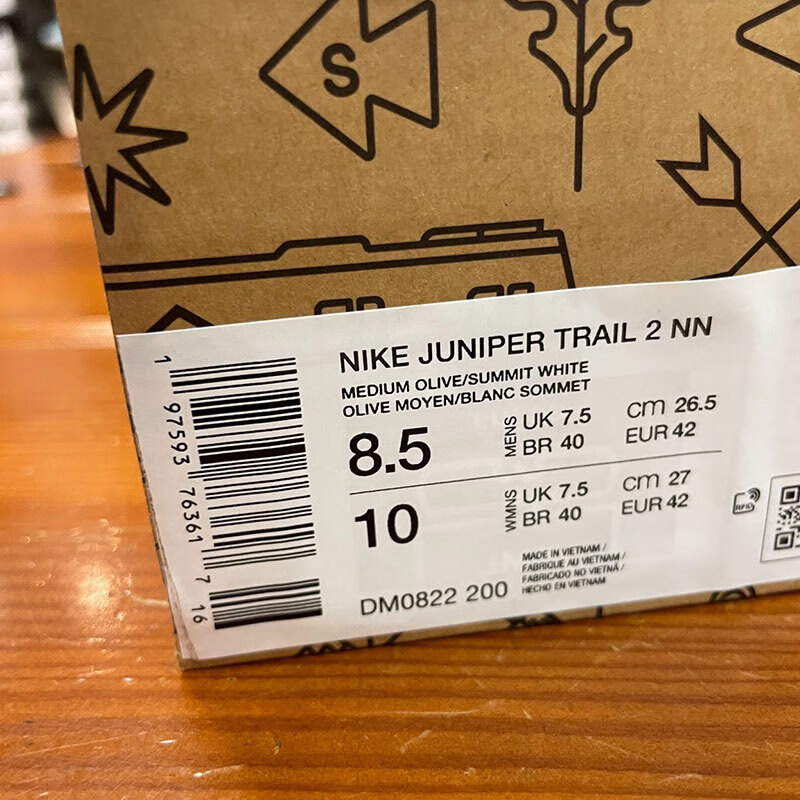 S
NIKE JUNIPER TRAIL 2 NN
MEDIUM OLIVE/SUMMIT WHITE
OLIVE MOYEN/BLANC SOMMET
8.5 MENS UK 7.5 cm 26.5
BR 40 EUR 42
10 WMNS UK 7.5 cm 27
BR 40 EUR 42
MADE IN VIETNAM /
FABRIQUE AU VIETNAM /
FABRICADO NO VIETNÃ /
HECHO EN VIETNAM
DM0822 200
1 97593 76361 7 16
RFID